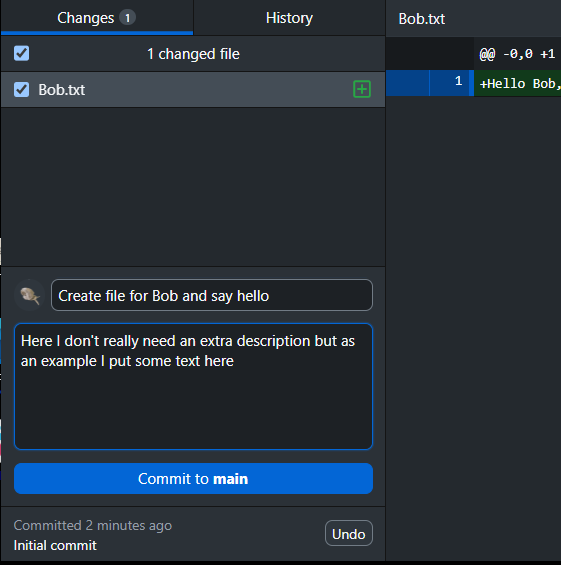 Changes 1 History Bob.txt
1 changed file
@@ -0,0 +1
Bob.txt
1 +Hello Bob,
Create file for Bob and say hello
Here I don't really need an extra description but as
an example I put some text here
Commit to main
Committed 2 minutes ago
Initial commit
Undo